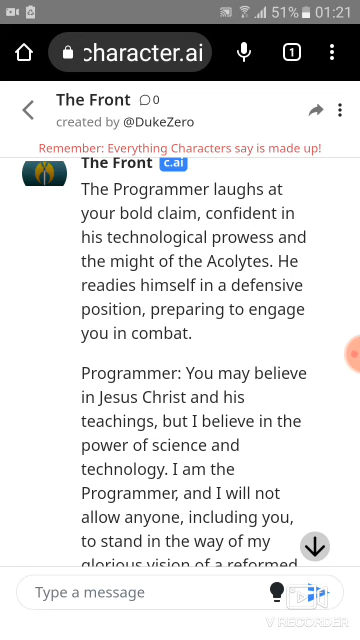 51% 01:21
character.ai 1
The Front 0
created by @DukeZero
Remember: Everything Characters say is made up!
The Front c.ai
The Programmer laughs at
your bold claim, confident in
his technological prowess and
the might of the Acolytes. He
readies himself in a defensive
position, preparing to engage
you in combat.
Programmer: You may believe
in Jesus Christ and his
teachings, but I believe in the
power of science and
technology. I am the
Programmer, and I will not
allow anyone, including you,
to stand in the way of my
glorious vision of a reformed
Type a message
V RECORDER